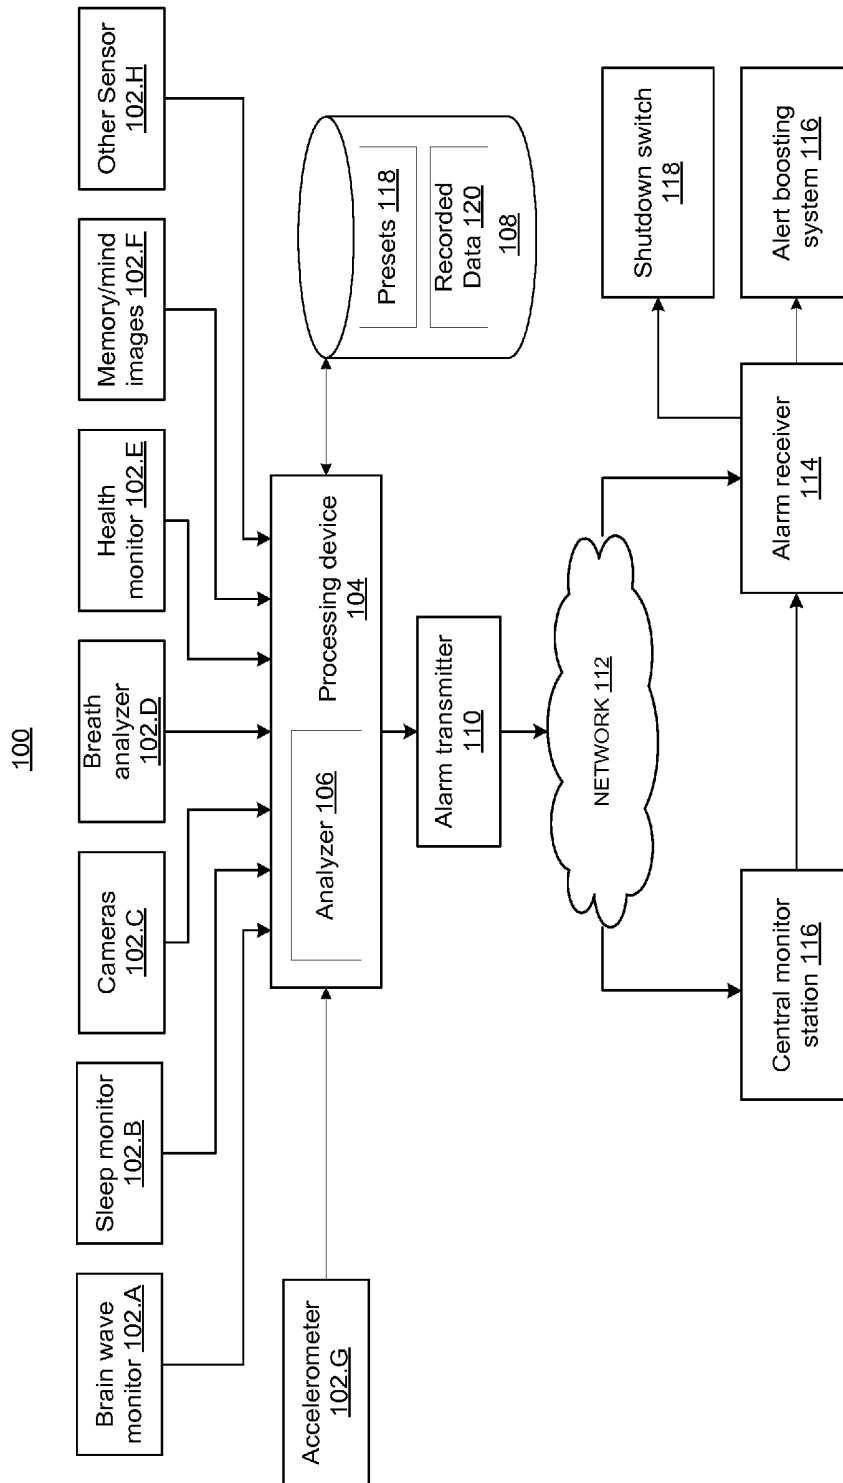 100
Brain wave
monitor 102.A
Sleep monitor
102.B
Cameras
102.C
Breath
analyzer
102.D
Health
monitor 102.E
Memory/mind
images 102.F
Other Sensor
102.H
Accelerometer
102.G
Analyzer 106
Processing device
104
Presets 118
Recorded
Data 120
108
Alarm transmitter
110
NETWORK 112
Central monitor
station 116
Alarm receiver
114
Shutdown switch
118
Alert boosting
system 116